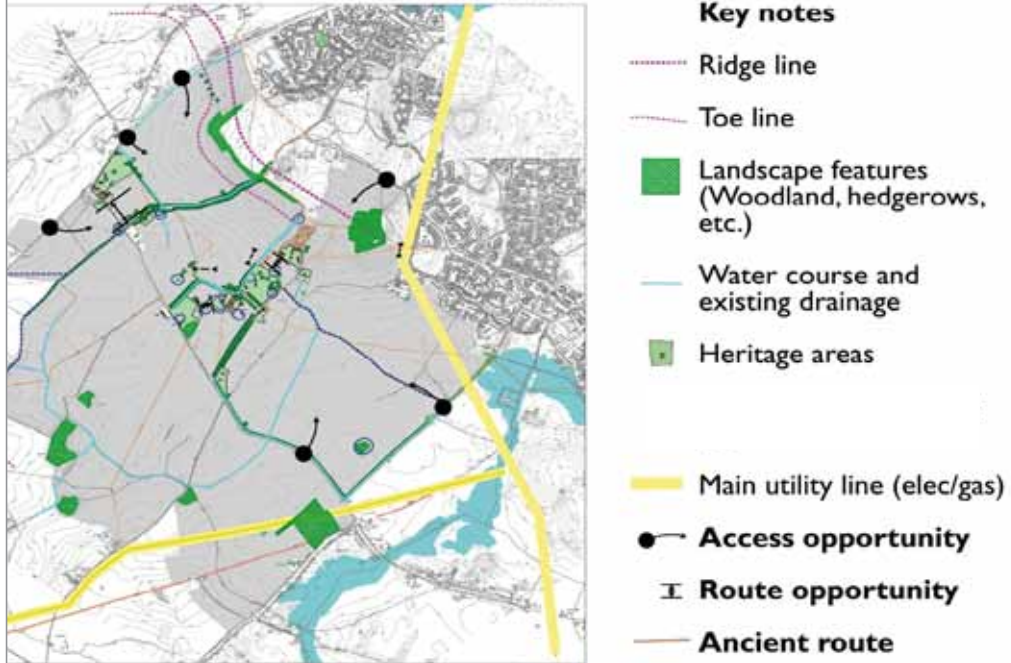 Key notes
Ridge line
Toe line
Landscape features
(Woodland, hedgerows,
etc.)
Water course and
existing drainage
Heritage areas
Main utility line (elec/gas)
Access opportunity
Route opportunity
Ancient route